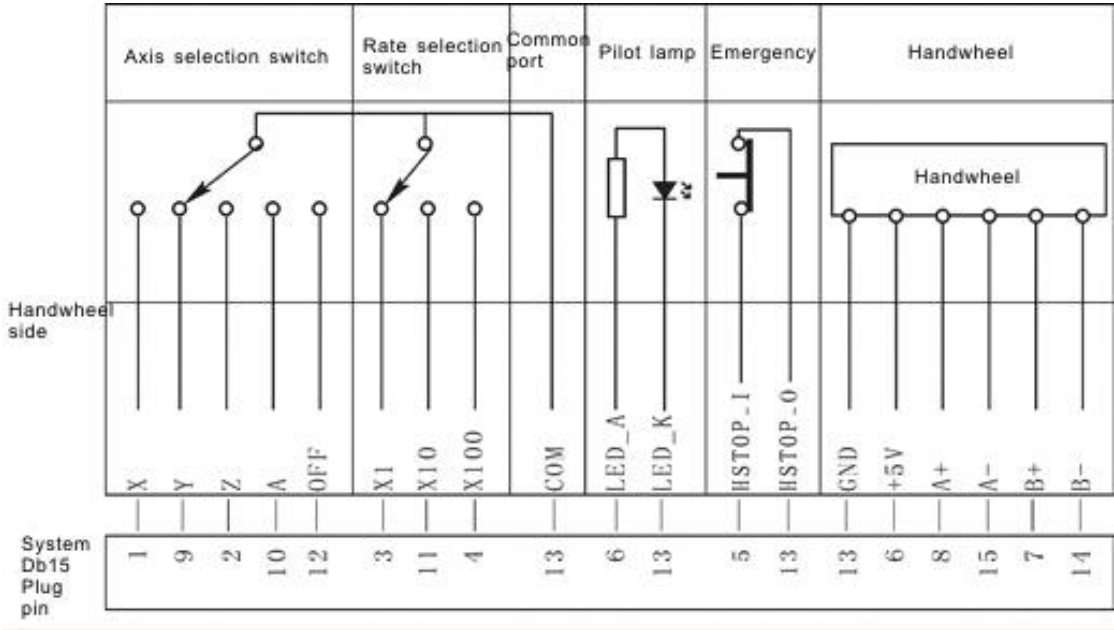 Axis selection switch
Rate selection
switch
Common
port
Pilot lamp
Emergency
Handwheel
Handwheel
Handwheel
side
X
Y
Z
A
OFF
X1
X10
X100
COM
LED_A
LED_K
HSTOP_I
HSTOP_O
GND
+5V
A+
A-
B+
B-
System
Db15
Plug
pin
1
9
2
10
12
3
11
4
13
6
13
5
13
13
6
8
15
7
14